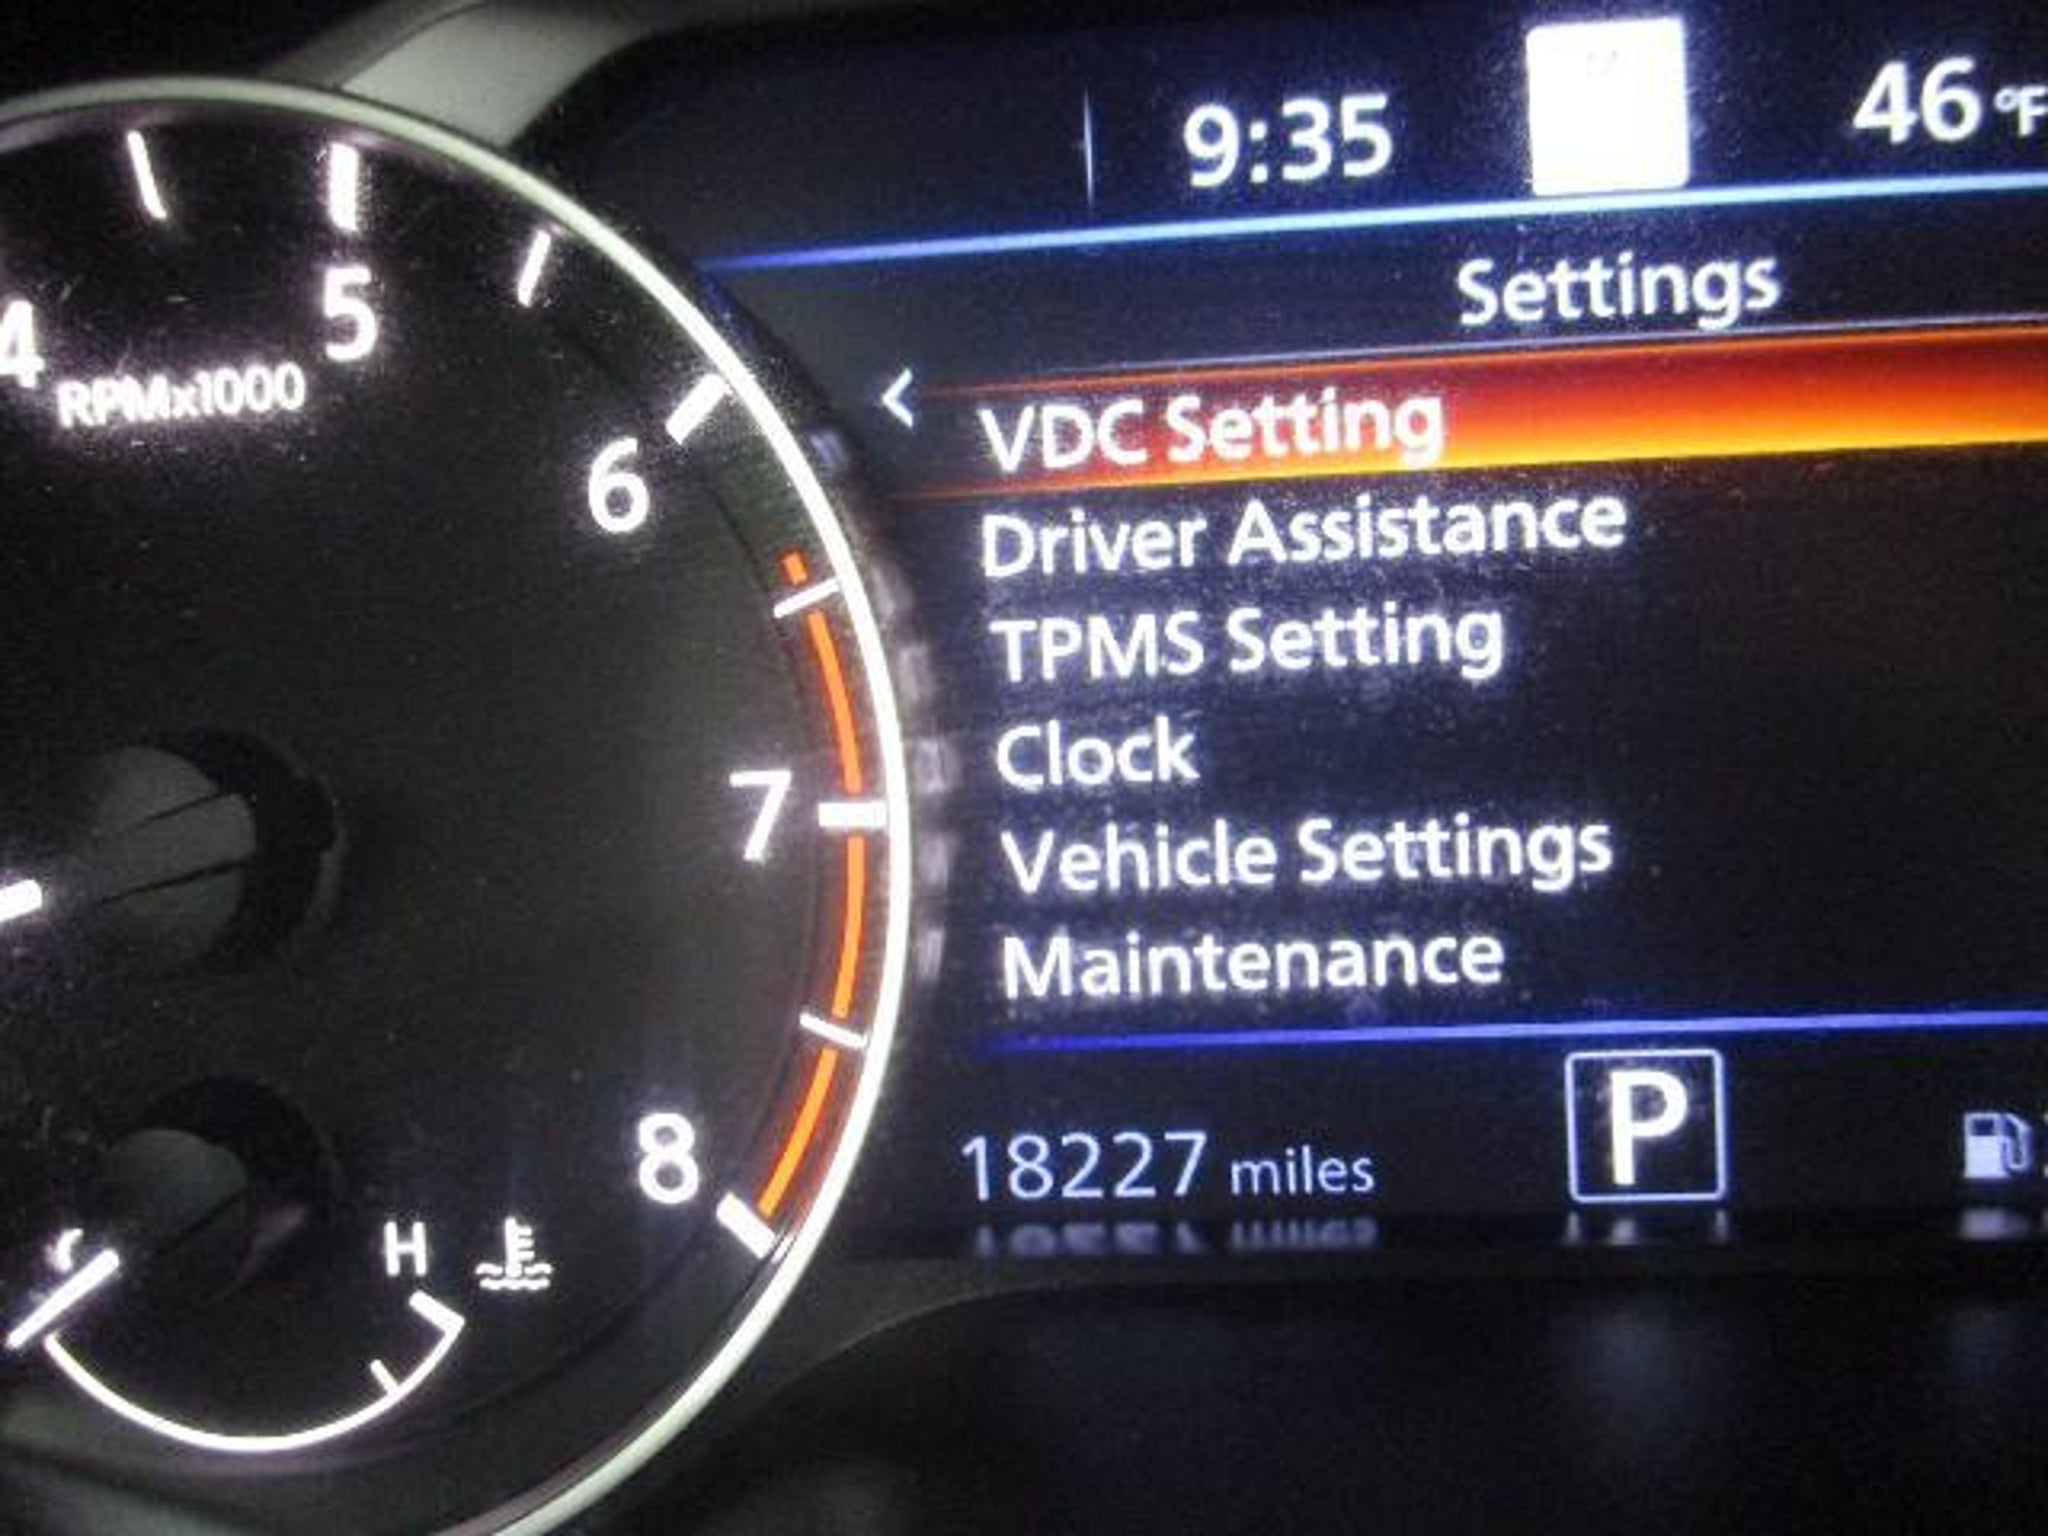 9:35
46 °F
Settings
<
VDC Setting
Driver Assistance
TPMS Setting
Clock
Vehicle Settings
Maintenance
18227 miles
P
4
5
RPMx1000
6
7
8
H